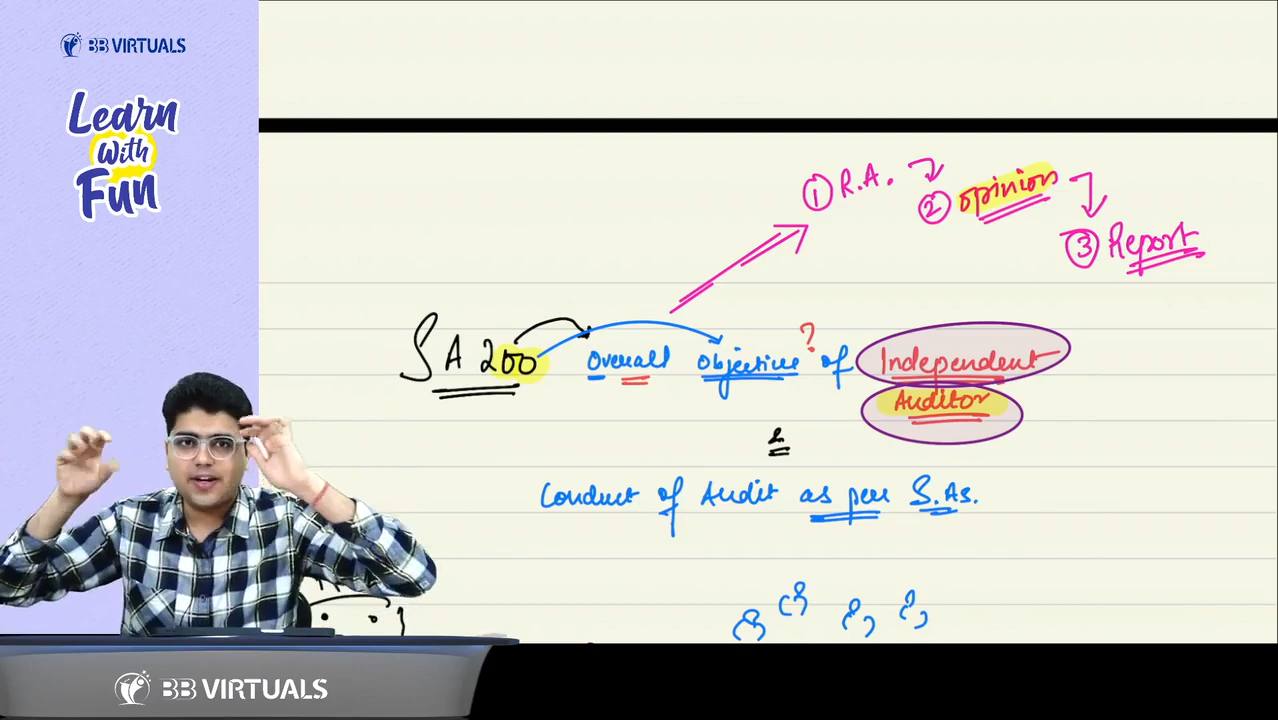 BB VIRTUALS
Learn
With
Fun
① R.A.
② opinion
③ Report
SA 200 Overall Objective ? of Independent
Auditor
&
Conduct of Audit as per S.As.
BB VIRTUALS